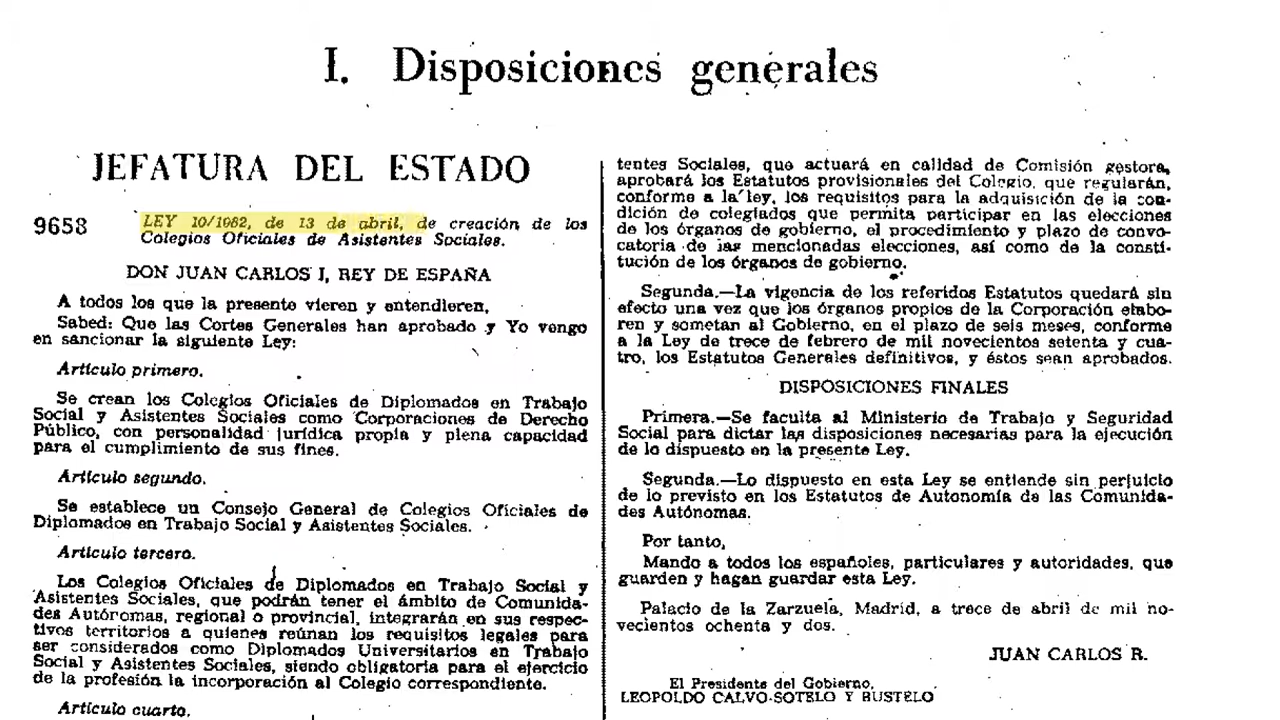 I. Disposiciones generales
JEFATURA DEL ESTADO
9658
LEY 10/1982, de 13 de abril, de creación de los
Colegios Oficiales de Asistentes Sociales.
DON JUAN CARLOS I, REY DE ESPAÑA
A todos los que la presente vieren y entendieren,
Sabed: Que las Cortes Generales han aprobado y Yo vengo
en sancionar la siguiente Ley:
Artículo primero.
Se crean los Colegios Oficiales de Diplomados en Trabajo
Social y Asistentes Sociales como Corporaciones de Derecho
Público, con personalidad jurídica propia y plena capacidad
para el cumplimiento de sus fines.
Artículo segundo.
Se establece un Consejo General de Colegios Oficiales de
Diplomados en Trabajo Social y Asistentes Sociales.
Artículo tercero.
Los Colegios Oficiales de Diplomados en Trabajo Social y
Asistentes Sociales, que podrán tener el ámbito de Comunida-
des Autónomas, regional o provincial, integrarán en sus respec-
tivos territorios a quienes reúnan los requisitos legales para
ser considerados como Diplomados Universitarios en Trabajo
Social y Asistentes Sociales, siendo obligatoria para el ejercicio
de la profesión la incorporación al Colegio correspondiente.
Artículo cuarto.
tentes Sociales, que actuará en calidad de Comisión gestora,
aprobará los Estatutos provisionales del Colegio, que regularán,
conforme a la ley, los requisitos para la adquisición de la con-
dición de colegiados que permita participar en las elecciones
de los órganos de gobierno, el procedimiento y plazo de convo-
catoria de las mencionadas elecciones, así como de la consti-
tución de los órganos de gobierno.
Segunda.—La vigencia de los referidos Estatutos quedará sin
efecto una vez que los órganos propios de la Corporación elabo-
ren y sometan al Gobierno, en el plazo de seis meses, conforme
a la Ley de trece de febrero de mil novecientos setenta y cua-
tro, los Estatutos Generales definitivos, y éstos sean aprobados.
DISPOSICIONES FINALES
Primera.—Se faculta al Ministerio de Trabajo y Seguridad
Social para dictar las disposiciones necesarias para la ejecución
de lo dispuesto en la presente Ley.
Segunda.—Lo dispuesto en esta Ley se entiende sin perjuicio
de lo previsto en los Estatutos de Autonomía de las Comunida-
des Autónomas.
Por tanto,
Mando a todos los españoles, particulares y autoridades, que
guarden y hagan guardar esta Ley.
Palacio de la Zarzuela, Madrid, a trece de abril de mil no-
vecientos ochenta y dos.
JUAN CARLOS R.
El Presidente del Gobierno,
LEOPOLDO CALVO-SOTELO Y BUSTELO